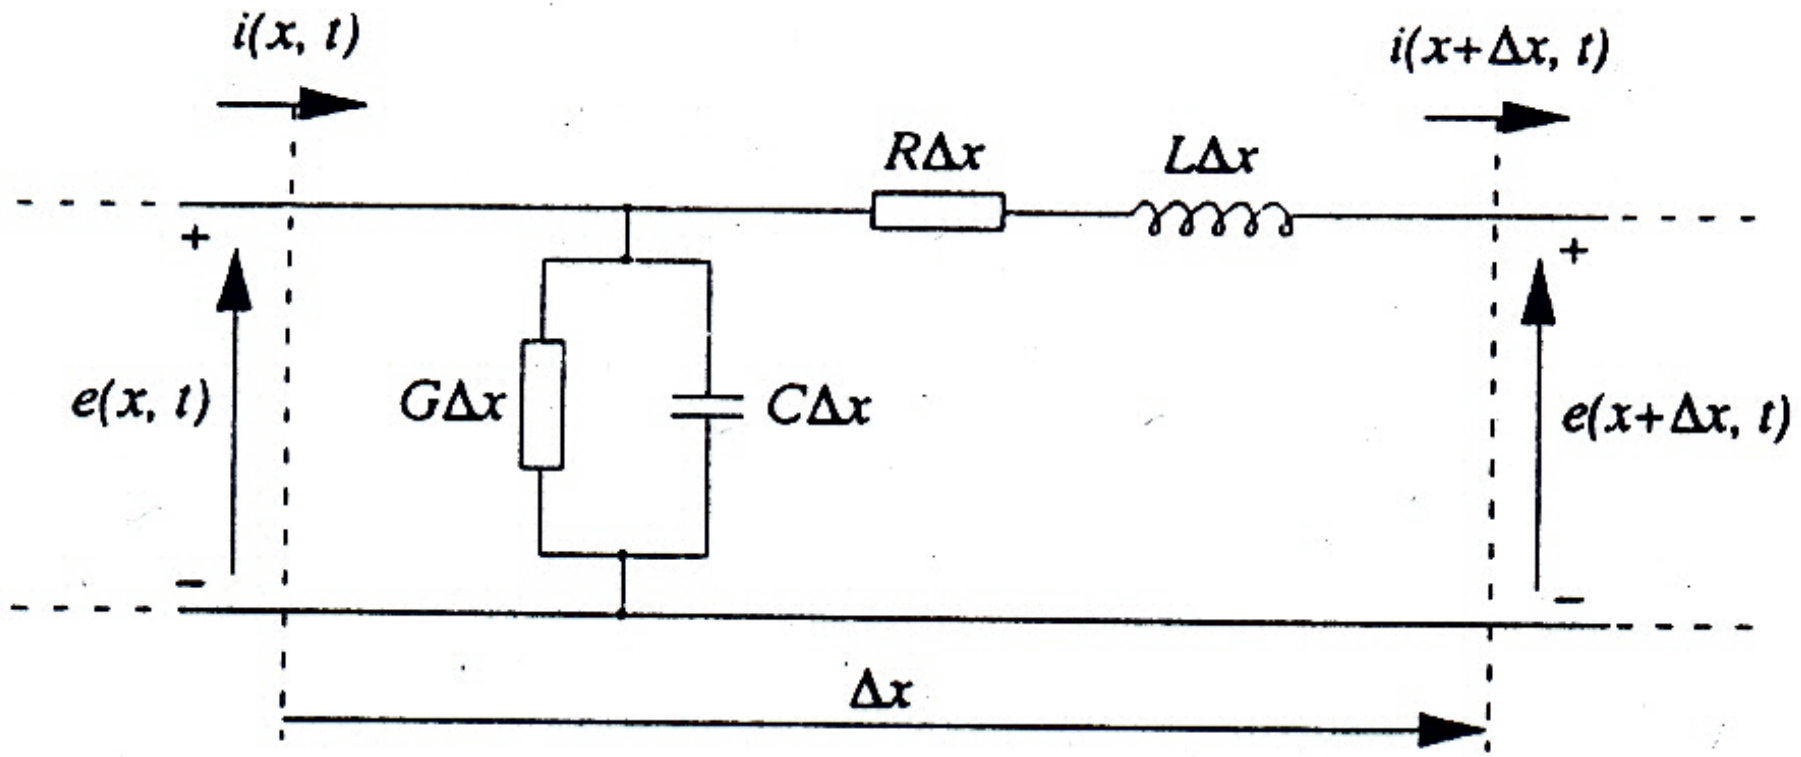 i(x, t)
i(x+Δx, t)
RΔx
LΔx
+
+
e(x, t)
GΔx
CΔx
e(x+Δx, t)
−
−
Δx